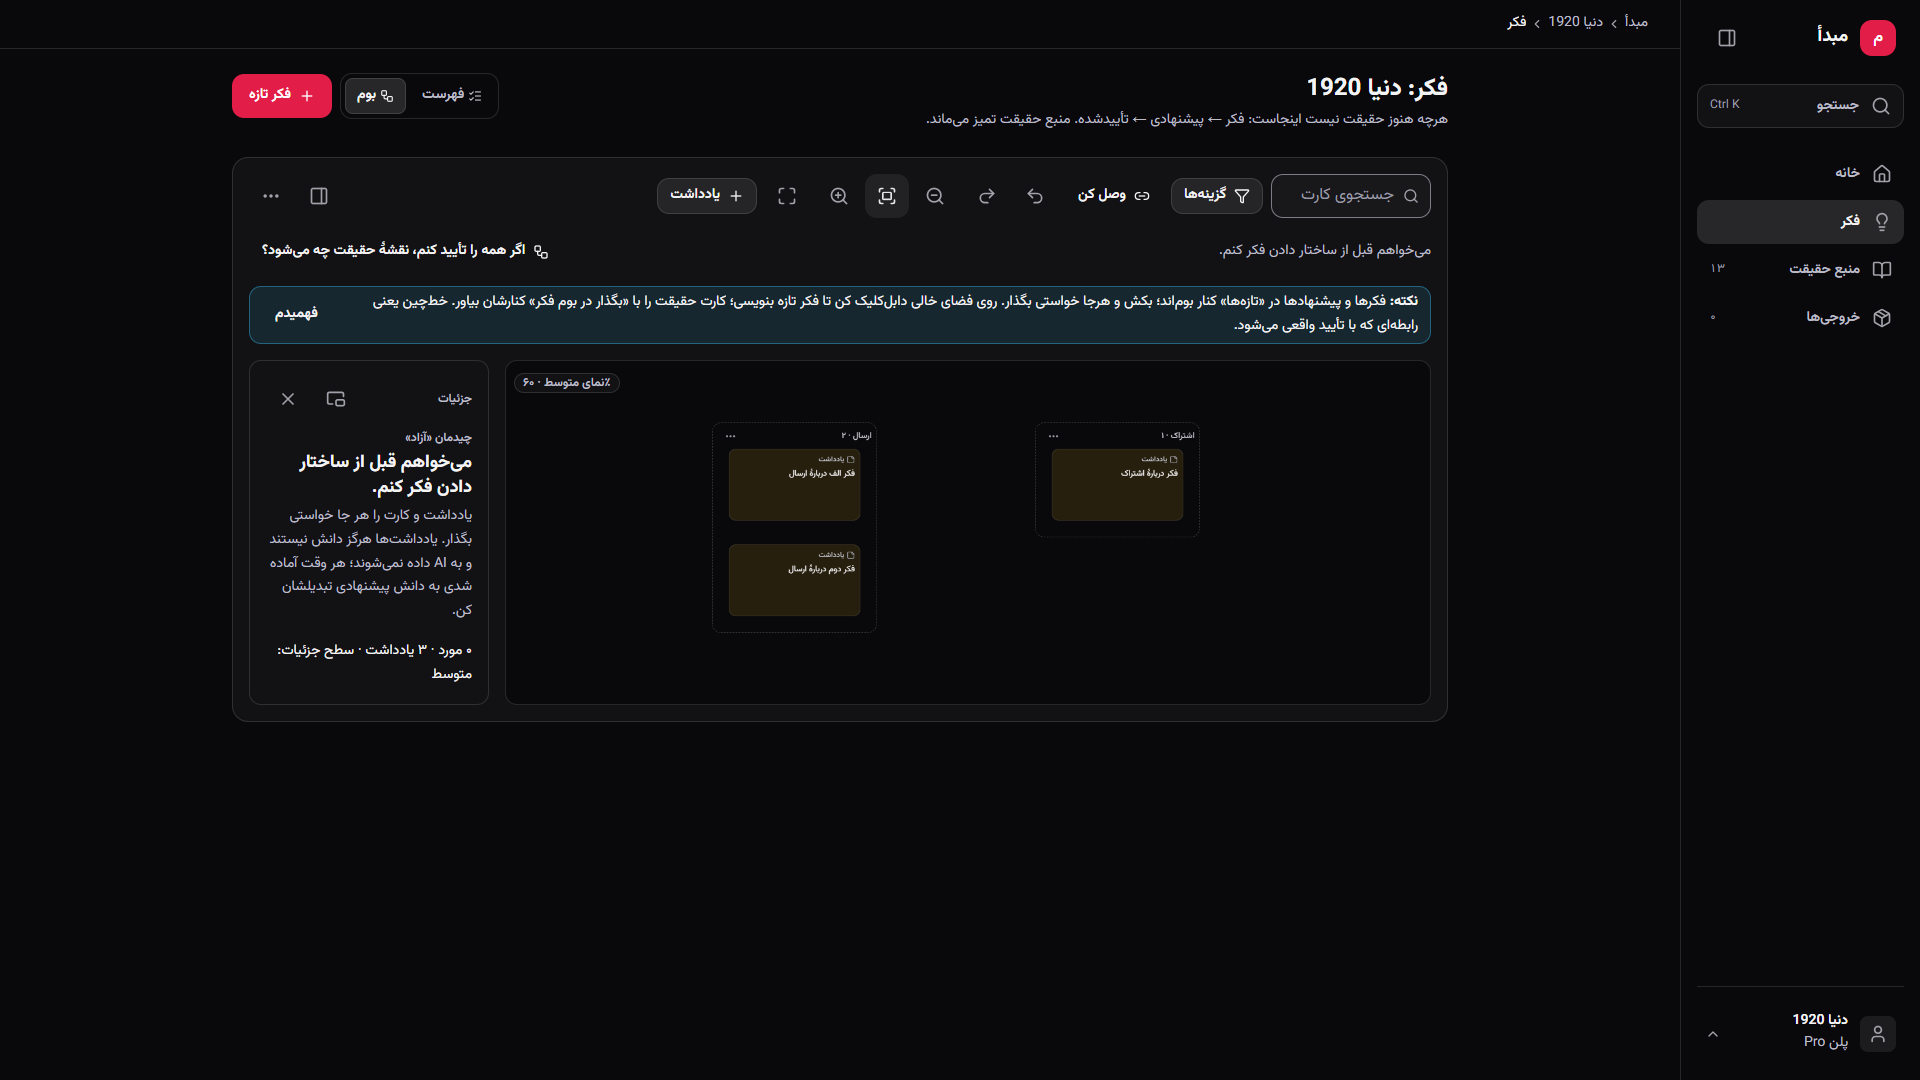 م
مبدأ
جستجو
Ctrl K
خانه
فکر
منبع حقیقت
۱۳
خروجی‌ها
۰
دنیا 1920
پلن Pro
مبدأ
دنیا 1920
فکر
فکر: دنیا 1920
هرچه هنوز حقیقت نیست اینجاست: فکر ← پیشنهادی ← تأییدشده. منبع حقیقت تمیز می‌ماند.
فهرست
بوم
فکر تازه
جستجوی کارت
گزینه‌ها
وصل کن
یادداشت
می‌خواهم قبل از ساختار دادن فکر کنم.
اگر همه را تأیید کنم، نقشهٔ حقیقت چه می‌شود؟
نکته: فکرها و پیشنهادها در «تازه‌ها» کنار بوم‌اند؛ بکش و هرجا خواستی بگذار. روی فضای خالی دابل‌کلیک کن تا فکر تازه بنویسی؛ کارت حقیقت را با «بگذار در بوم فکر» کنارشان بیاور. خط‌چین یعنی
رابطه‌ای که با تأیید واقعی می‌شود.
فهمیدم
٪نمای متوسط · ۶۰
اشتراک · ۱
یادداشت
فکر دربارهٔ اشتراک
ارسال · ۲
یادداشت
فکر الف دربارهٔ ارسال
یادداشت
فکر دوم دربارهٔ ارسال
جزئیات
چیدمان «آزاد»
می‌خواهم قبل از ساختار
دادن فکر کنم.
یادداشت و کارت را هر جا خواستی
بگذار. یادداشت‌ها هرگز دانش نیستند
و به AI داده نمی‌شوند؛ هر وقت آماده
شدی به دانش پیشنهادی تبدیلشان
کن.
۰ مورد · ۳ یادداشت · سطح جزئیات:
متوسط